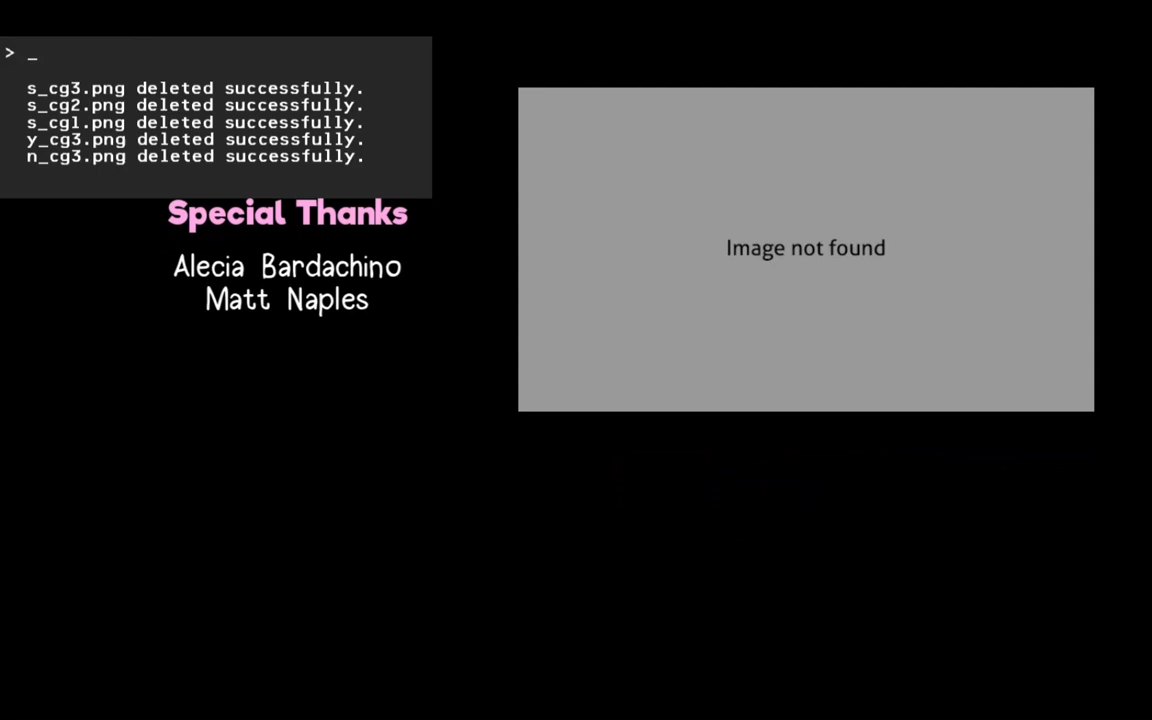 > _
s_cg3.png deleted successfully.
s_cg2.png deleted successfully.
s_cg1.png deleted successfully.
y_cg3.png deleted successfully.
n_cg3.png deleted successfully.
Special Thanks
Alecia Bardachino
Matt Naples
Image not found